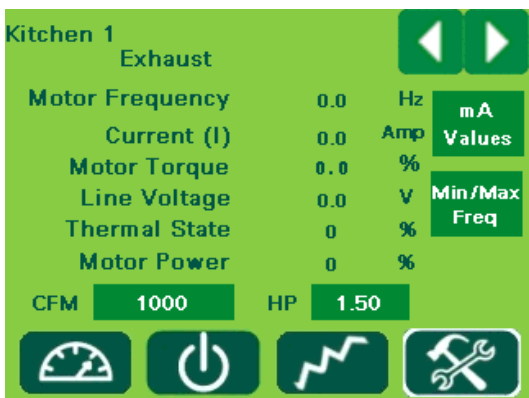 Kitchen 1
Exhaust
Motor Frequency 0.0 Hz
Current (I) 0.0 Amp
Motor Torque 0.0 %
Line Voltage 0.0 V
Thermal State 0 %
Motor Power 0 %
mA
Values
Min/Max
Freq
CFM 1000 HP 1.50